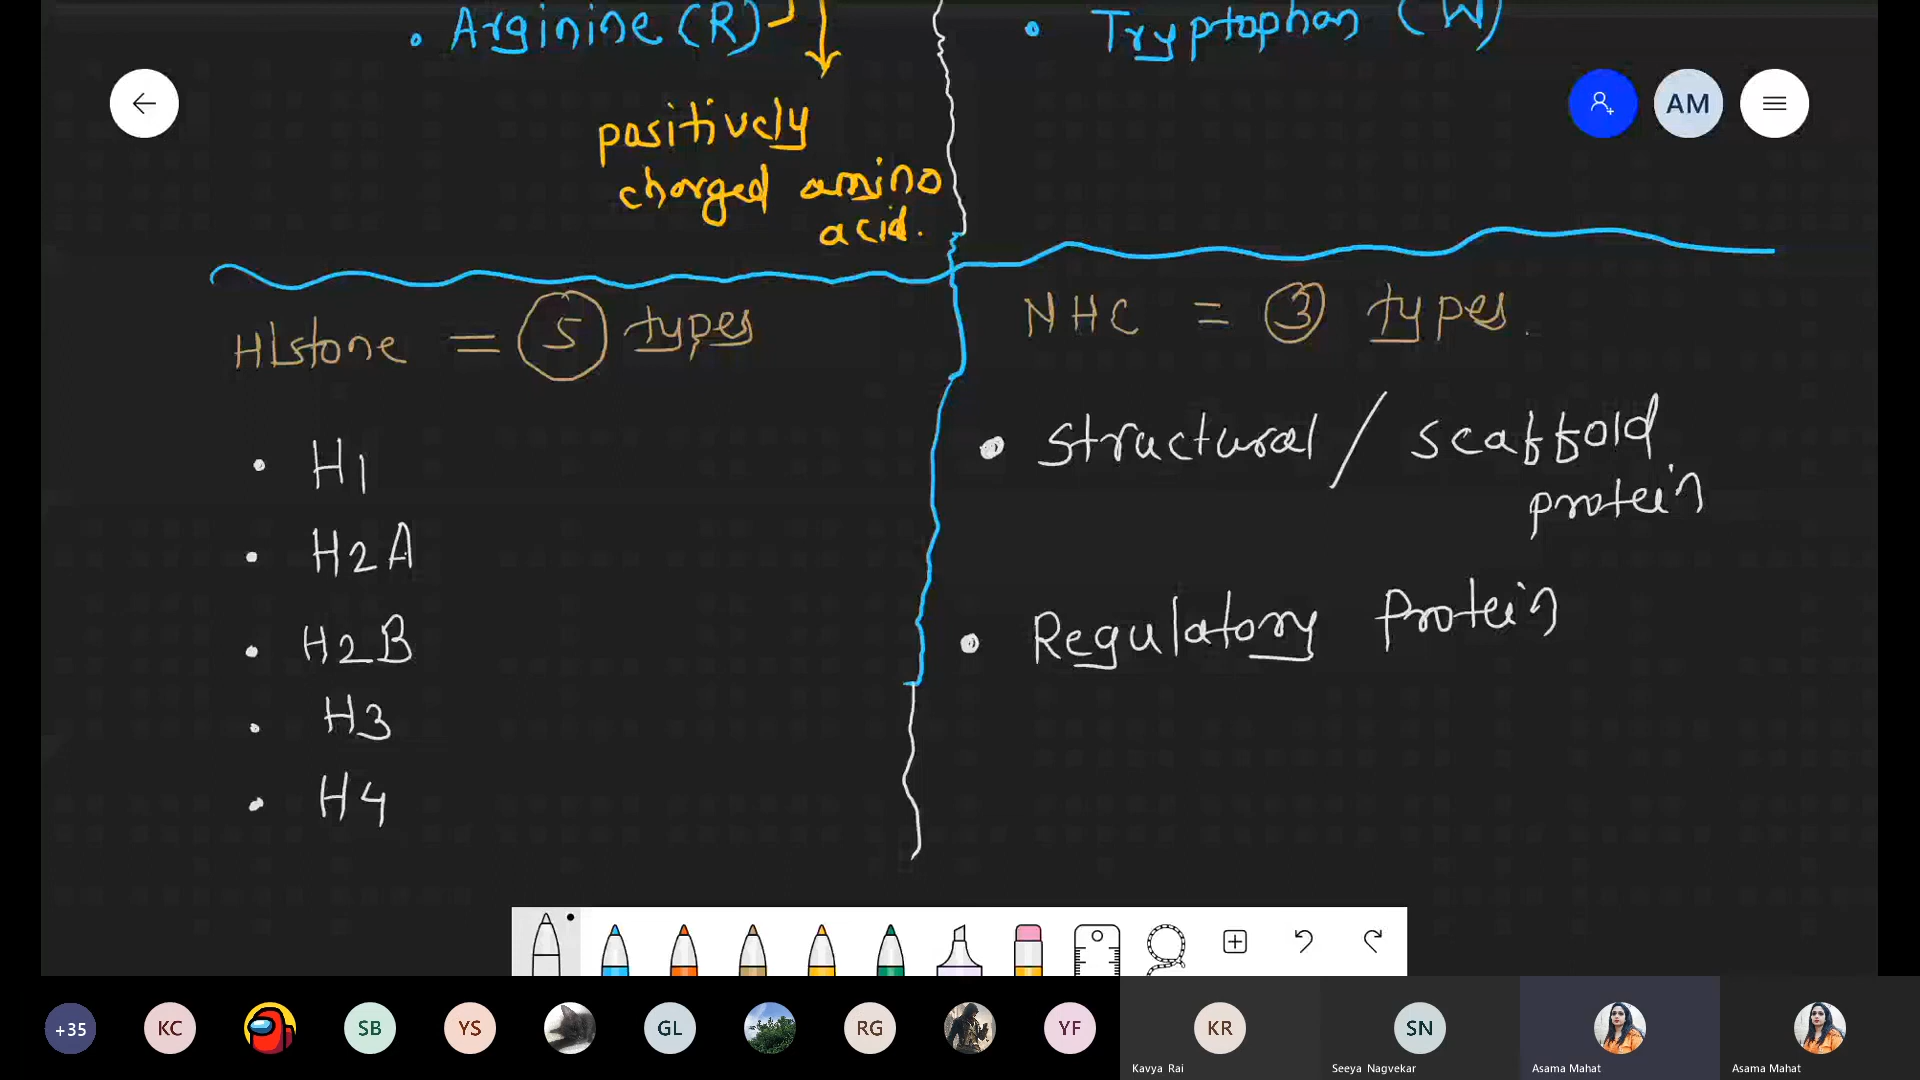 • Arginine (R)
• Tryptophan (W)
positively
charged amino
acid.
AM
Histone = 5 types
NHC = 3 types.
• H1
• H2A
• H2B
• H3
• H4
• Structural / scaffold
protein
• Regulatory Protein
+35
KC
SB
YS
GL
RG
YF
KR
SN
Kavya Rai
Seeya Nagvekar
Asama Mahat
Asama Mahat